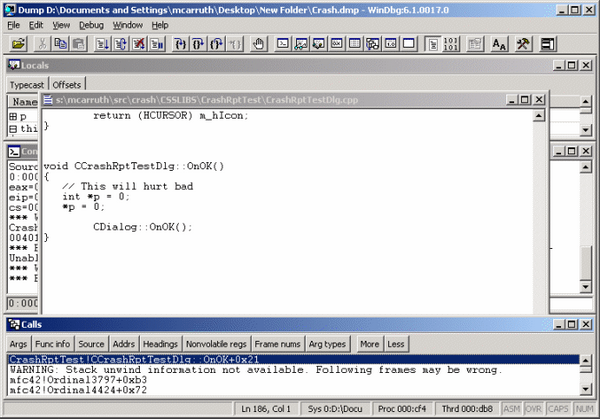 Dump D:\Documents and Settings\mcarruth\Desktop\New Folder\Crash.dmp - WinDbg:6.1.0017.0
File Edit View Debug Window Help
Locals
Typecast Offsets
Name
p
thi
s:\mcarruth\src\crash\CSSLIBS\CrashRptTest\CrashRptTestDlg.cpp
return (HCURSOR) m_hIcon;
}
void CCrashRptTestDlg::OnOK()
{
// This will hurt bad
int *p = 0;
*p = 0;
CDialog::OnOK();
}
Com
Sourc
0:000
eax=0
eip=0
cs=00
*** W
Crash
00401
*** E
Unabl
*** W
*** E
0:000
Calls
Args Func info Source Addrs Headings Nonvolatile regs Frame nums Arg types More Less
CrashRptTest!CCrashRptTestDlg::OnOK+0x21
WARNING: Stack unwind information not available. Following frames may be wrong.
mfc42!Ordinal3797+0xb3
mfc42!Ordinal4424+0x72
Ln 186, Col 1 Sys 0:D:\Docu Proc 000:cf4 Thrd 000:db8 ASM OVR CAPS NUM